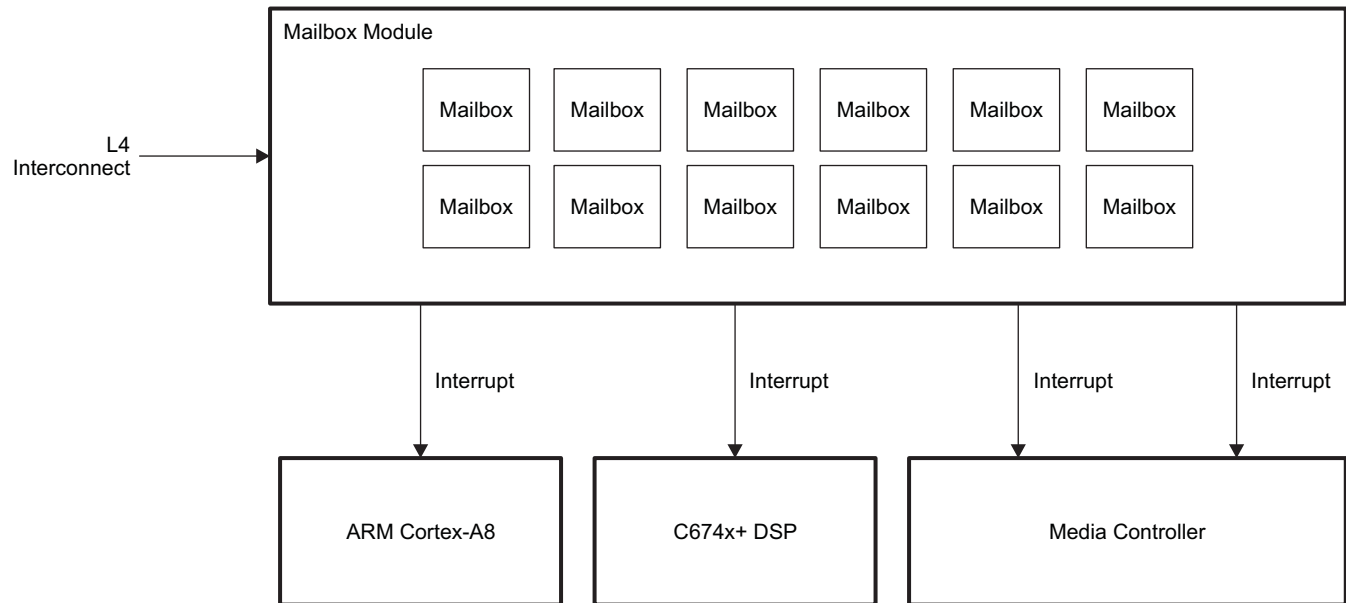 Mailbox Module
Mailbox Mailbox Mailbox Mailbox Mailbox Mailbox
L4
Interconnect
Mailbox Mailbox Mailbox Mailbox Mailbox Mailbox
Interrupt Interrupt Interrupt Interrupt
ARM Cortex-A8 C674x+ DSP Media Controller